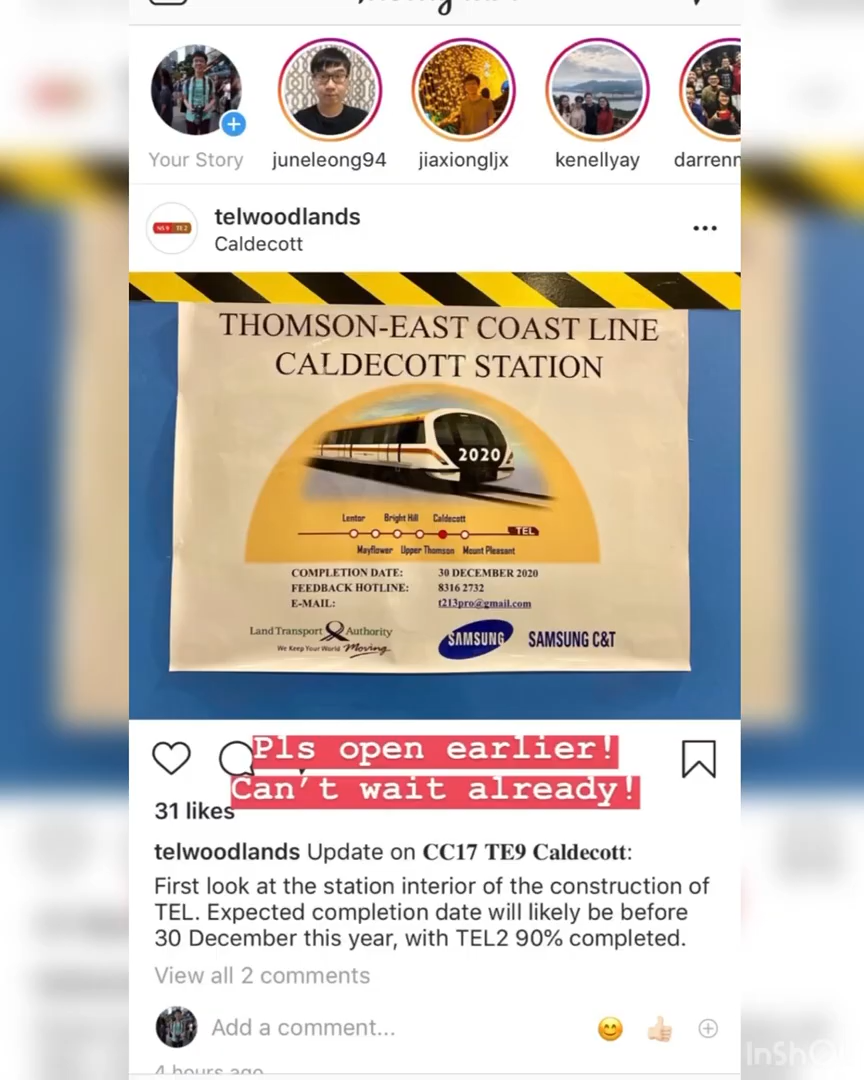 Your Story
juneleong94
jiaxiongljx
kenellyay
telwoodlands
Caldecott
THOMSON-EAST COAST LINE
CALDECOTT STATION
2020
Lentor Bright Hill Caldecott
TEL
Mayflower Upper Thomson Mount Pleasant
COMPLETION DATE: 30 DECEMBER 2020
FEEDBACK HOTLINE: 8316 2732
E-MAIL: t213pro@gmail.com
Land Transport Authority
We Keep Your World Moving
SAMSUNG SAMSUNG C&T
Pls open earlier!
Can't wait already!
31 likes
telwoodlands Update on CC17 TE9 Caldecott:
First look at the station interior of the construction of
TEL. Expected completion date will likely be before
30 December this year, with TEL2 90% completed.
View all 2 comments
Add a comment...
4 hours ago